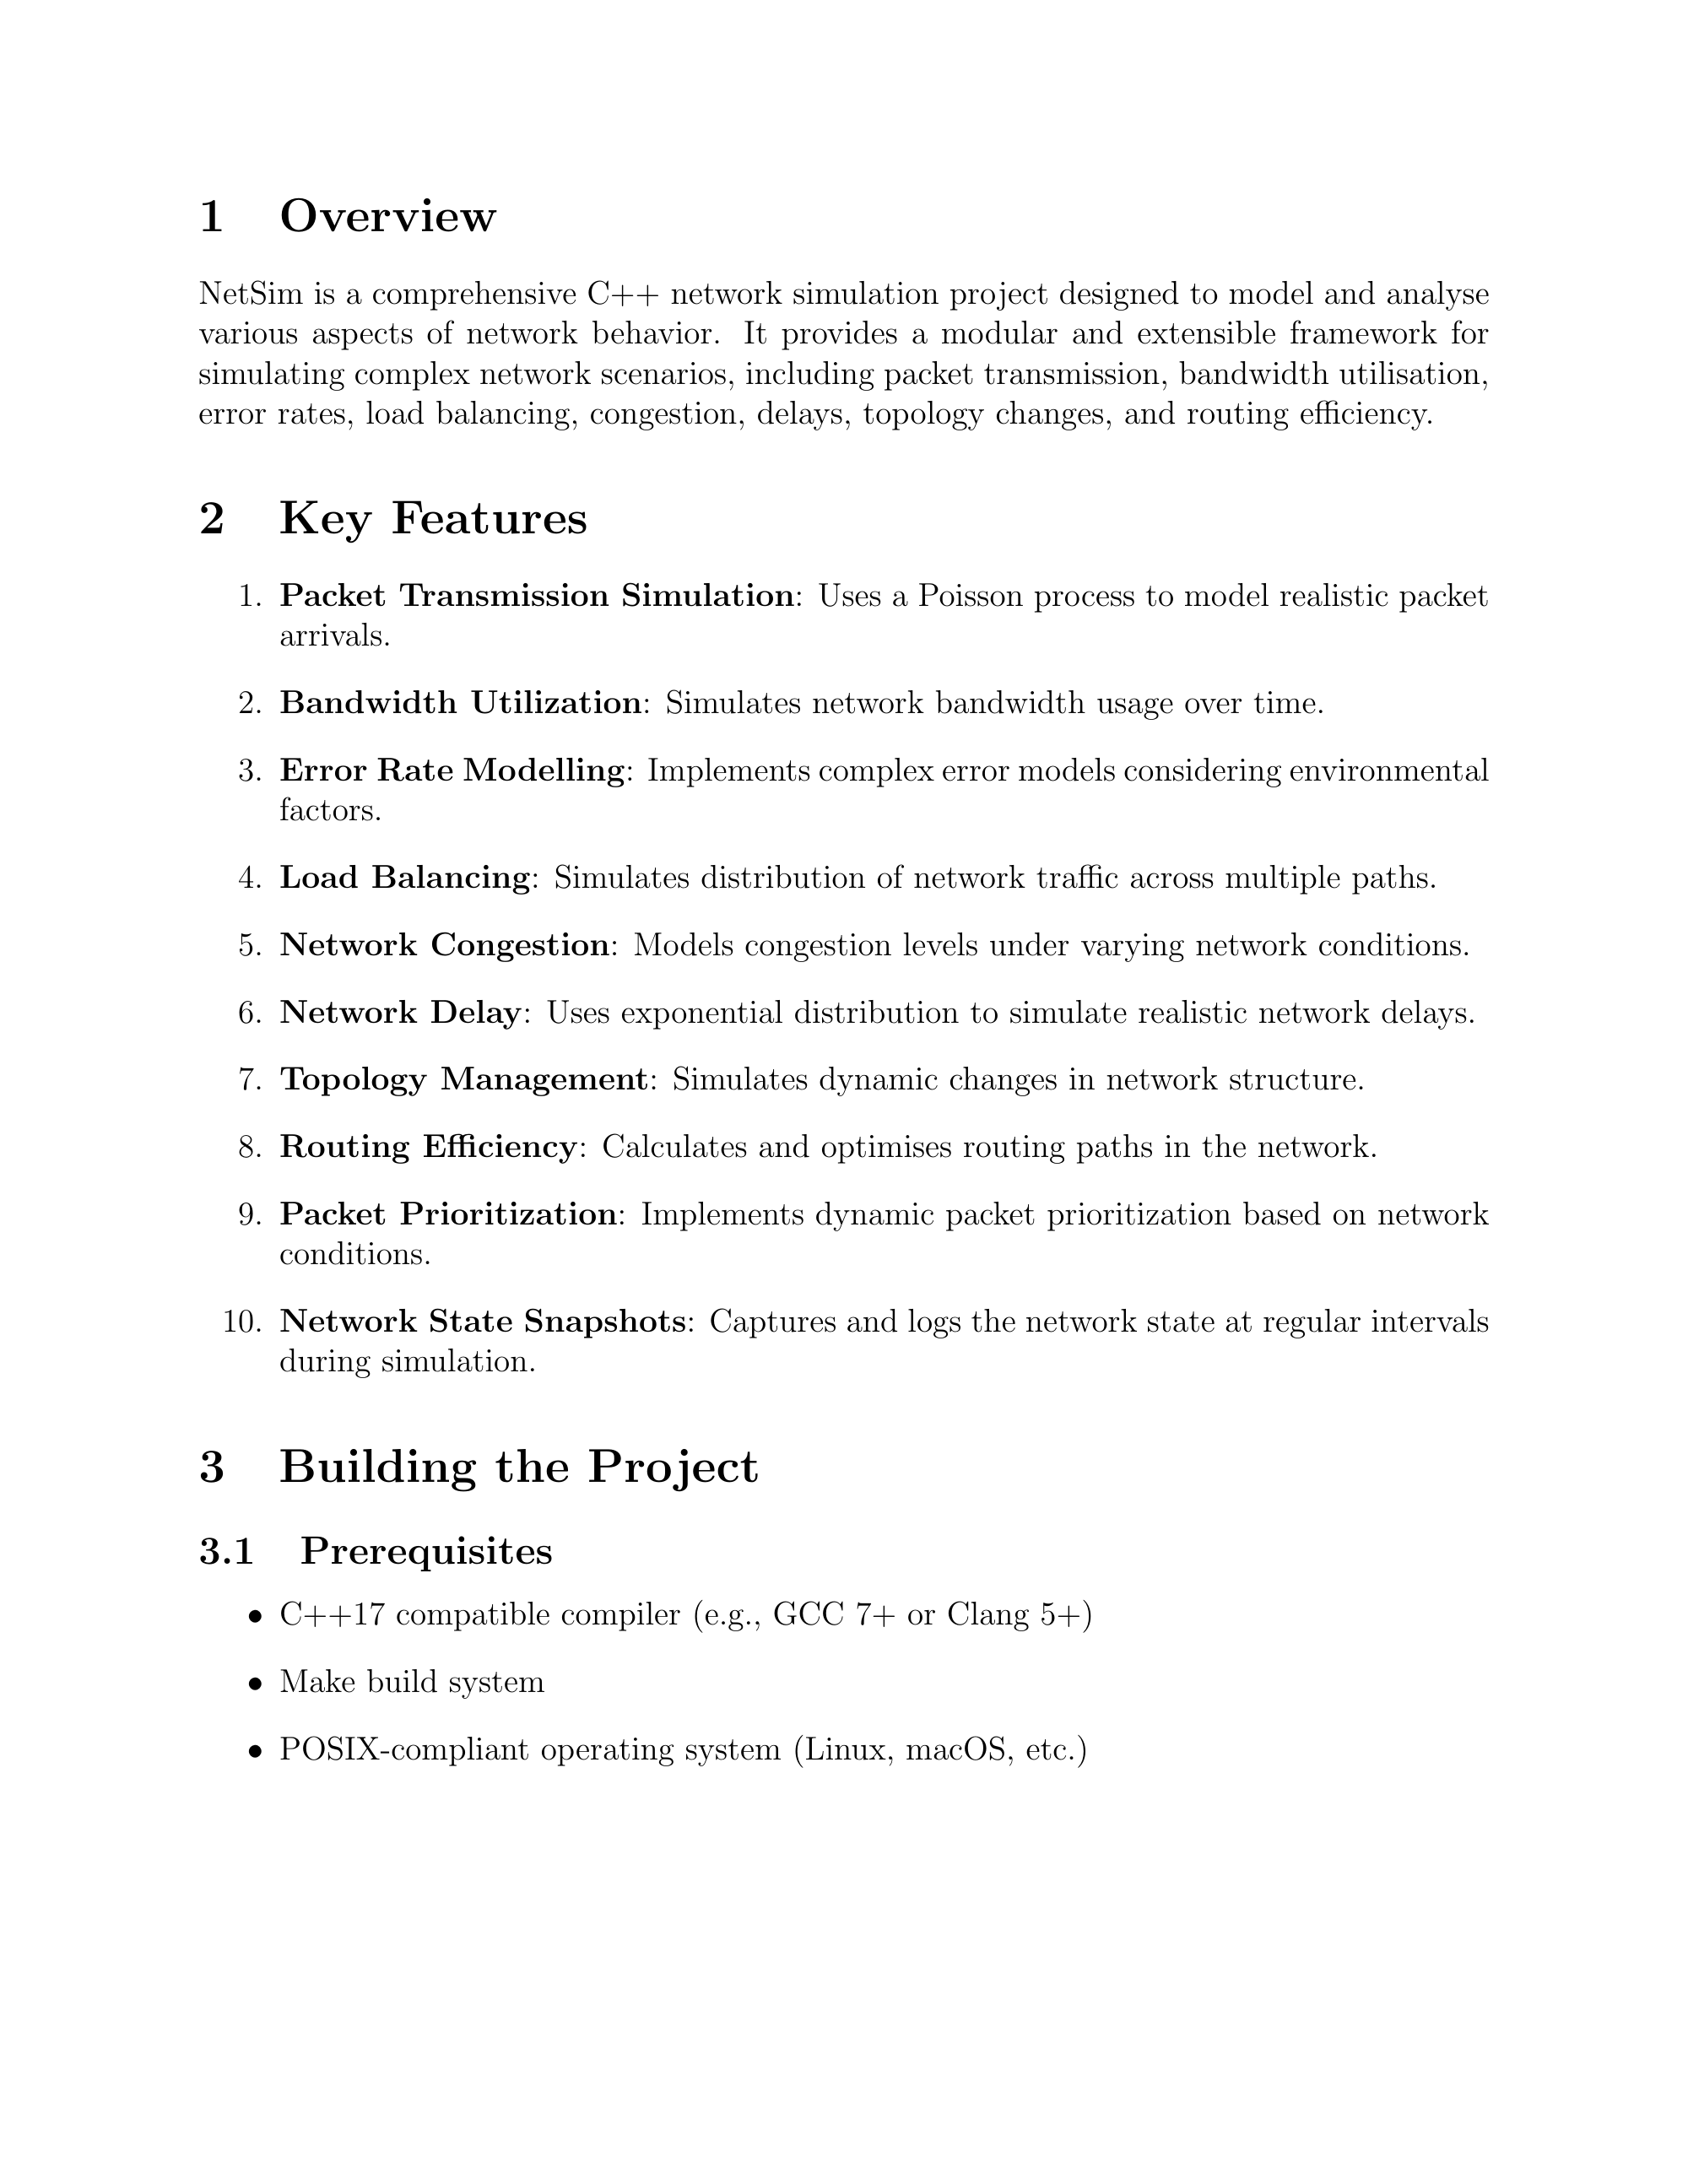 1 Overview
NetSim is a comprehensive C++ network simulation project designed to model and analyse
various aspects of network behavior. It provides a modular and extensible framework for
simulating complex network scenarios, including packet transmission, bandwidth utilisation,
error rates, load balancing, congestion, delays, topology changes, and routing efficiency.
2 Key Features
1. Packet Transmission Simulation: Uses a Poisson process to model realistic packet
arrivals.
2. Bandwidth Utilization: Simulates network bandwidth usage over time.
3. Error Rate Modelling: Implements complex error models considering environmental
factors.
4. Load Balancing: Simulates distribution of network traffic across multiple paths.
5. Network Congestion: Models congestion levels under varying network conditions.
6. Network Delay: Uses exponential distribution to simulate realistic network delays.
7. Topology Management: Simulates dynamic changes in network structure.
8. Routing Efficiency: Calculates and optimises routing paths in the network.
9. Packet Prioritization: Implements dynamic packet prioritization based on network
conditions.
10. Network State Snapshots: Captures and logs the network state at regular intervals
during simulation.
3 Building the Project
3.1 Prerequisites
• C++17 compatible compiler (e.g., GCC 7+ or Clang 5+)
• Make build system
• POSIX-compliant operating system (Linux, macOS, etc.)